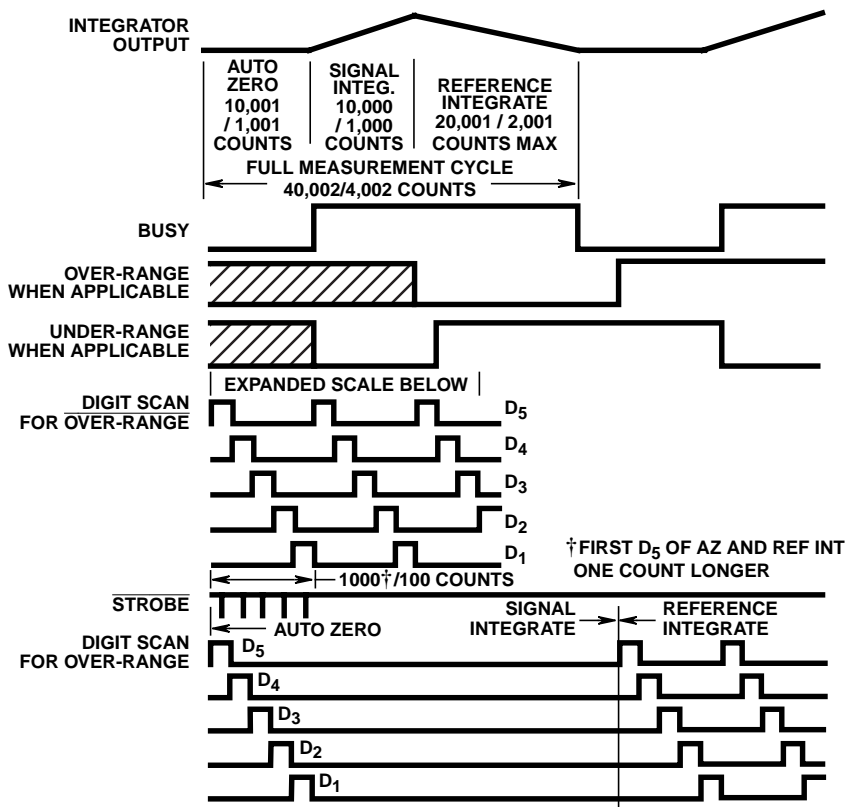 INTEGRATOR
OUTPUT
AUTO
ZERO
10,001
/ 1,001
COUNTS
SIGNAL
INTEG.
10,000
/ 1,000
COUNTS
REFERENCE
INTEGRATE
20,001 / 2,001
COUNTS MAX
FULL MEASUREMENT CYCLE
40,002/4,002 COUNTS
BUSY
OVER-RANGE
WHEN APPLICABLE
UNDER-RANGE
WHEN APPLICABLE
EXPANDED SCALE BELOW
DIGIT SCAN
FOR OVER-RANGE
D5
D4
D3
D2
D1
†FIRST D5 OF AZ AND REF INT
ONE COUNT LONGER
1000†/100 COUNTS
STROBE
AUTO ZERO
SIGNAL
INTEGRATE
REFERENCE
INTEGRATE
DIGIT SCAN
FOR OVER-RANGE
D5
D4
D3
D2
D1